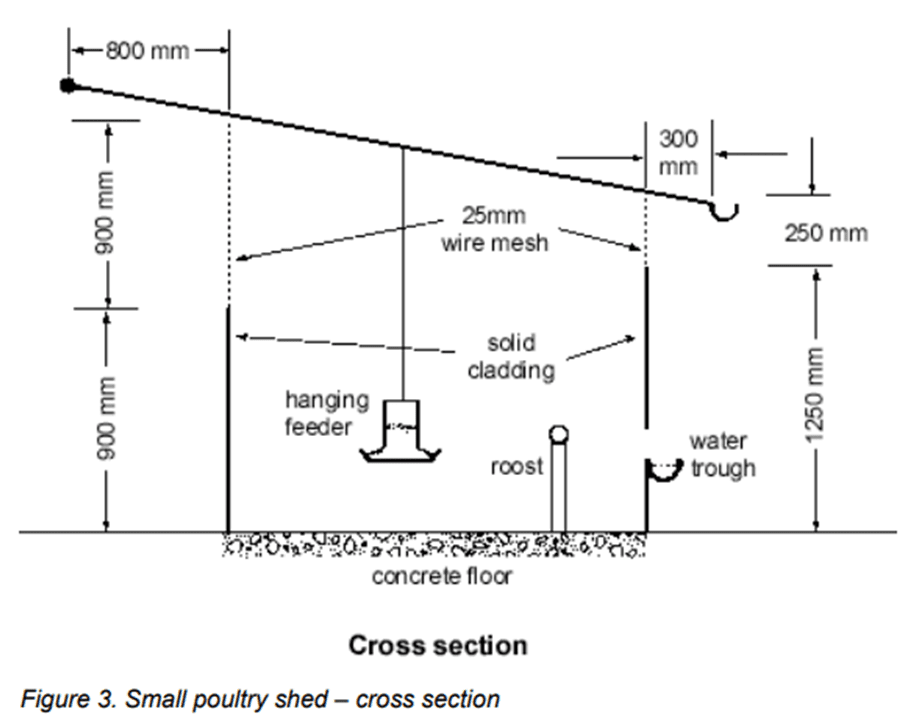 800 mm
300
mm
900 mm
25mm
wire mesh
250 mm
solid
cladding
900 mm
hanging
feeder
1250 mm
roost
water
trough
concrete floor
Cross section
Figure 3. Small poultry shed – cross section